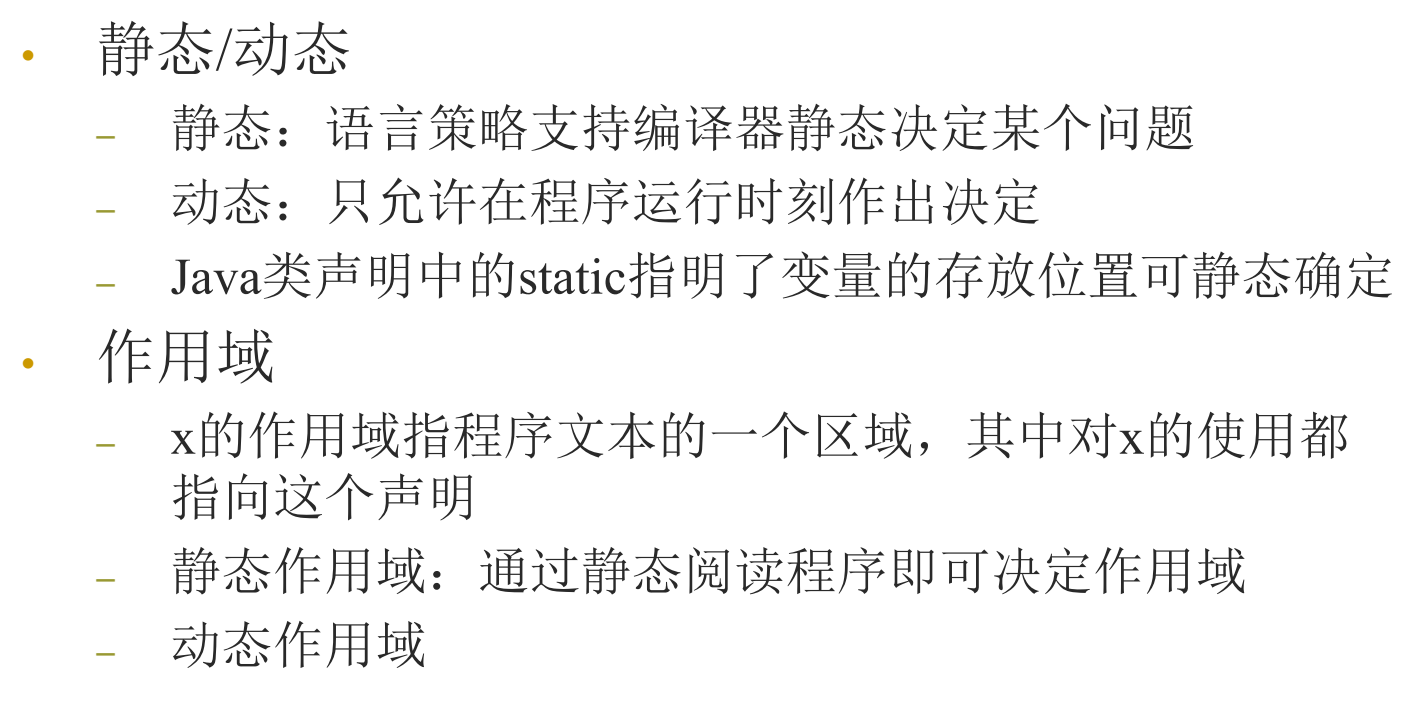 • 静态/动态
– 静态：语言策略支持编译器静态决定某个问题
– 动态：只允许在程序运行时刻作出决定
– Java类声明中的static指明了变量的存放位置可静态确定
• 作用域
– x的作用域指程序文本的一个区域，其中对x的使用都
指向这个声明
– 静态作用域：通过静态阅读程序即可决定作用域
– 动态作用域